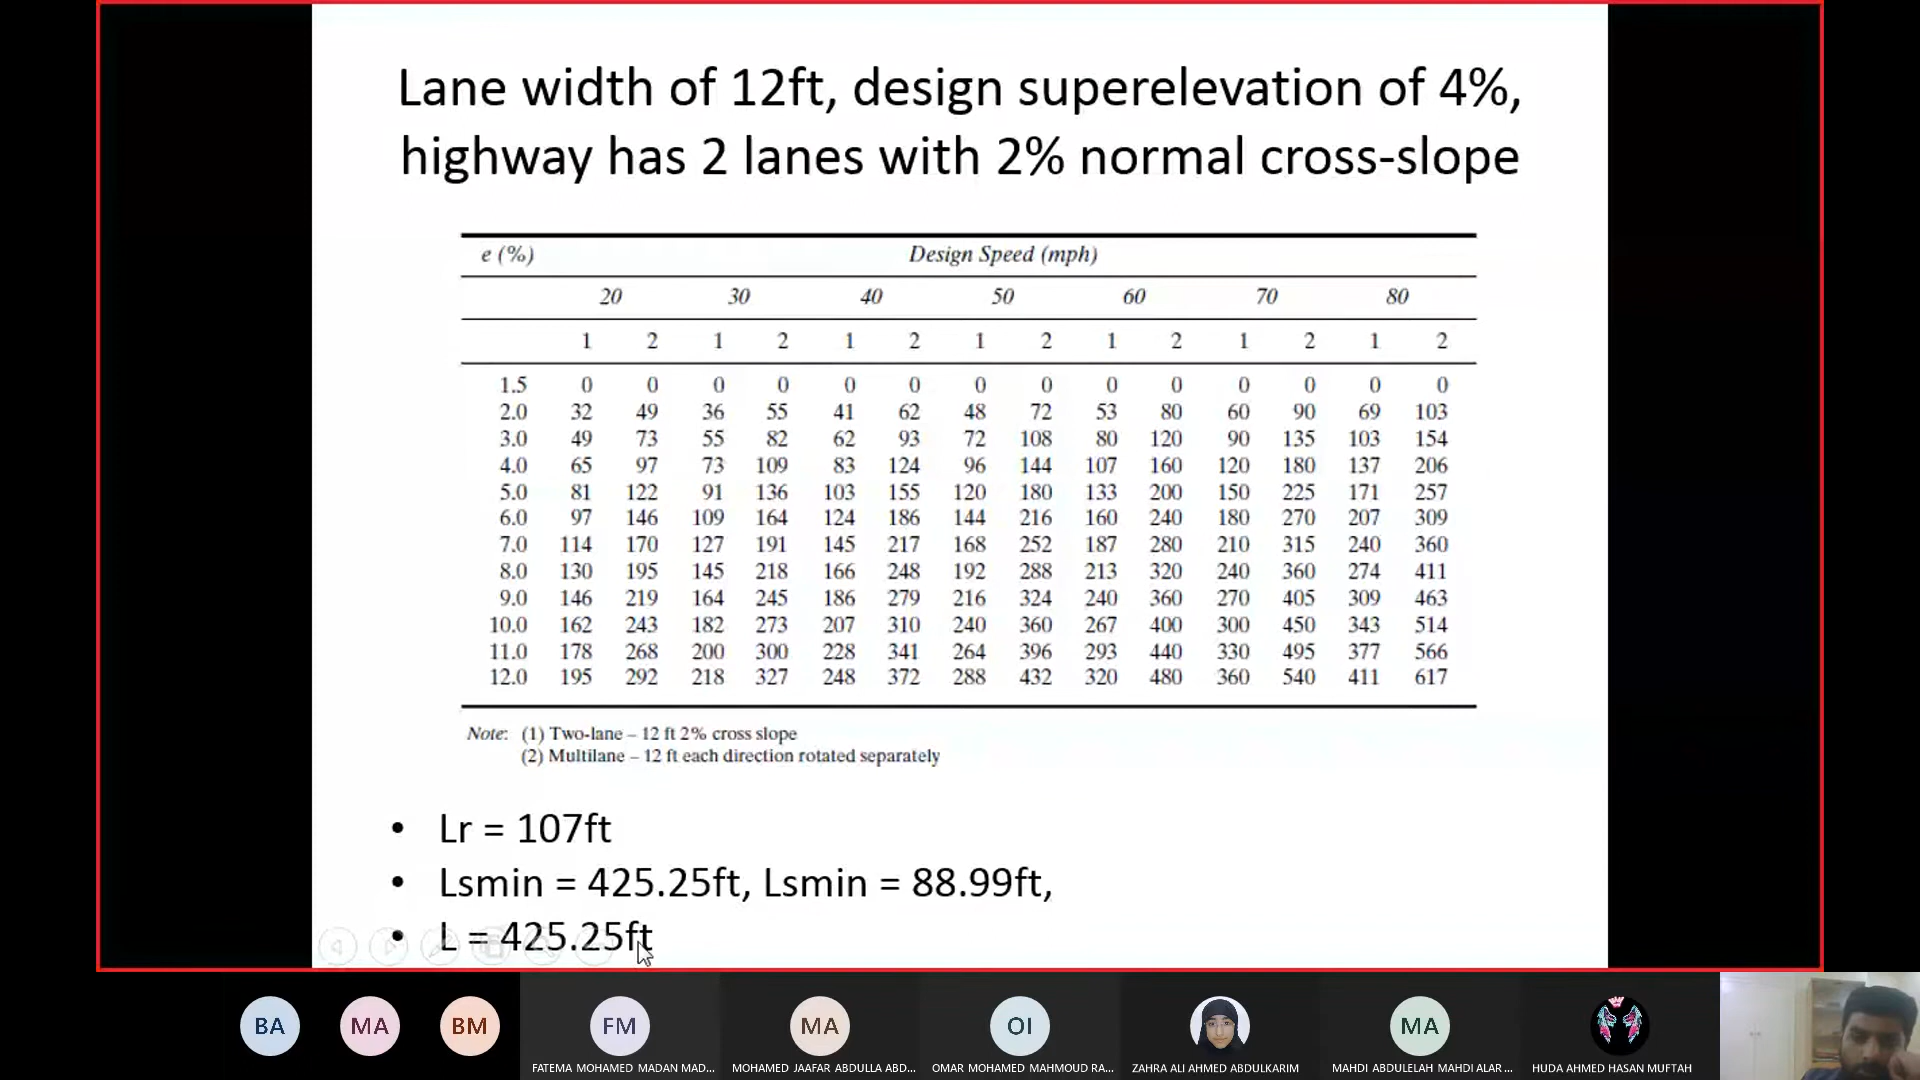 Lane width of 12ft, design superelevation of 4%,
highway has 2 lanes with 2% normal cross-slope
e (%) Design Speed (mph)
20 30 40 50 60 70 80
1 2 1 2 1 2 1 2 1 2 1 2 1 2
1.5 0 0 0 0 0 0 0 0 0 0 0 0 0 0
2.0 32 49 36 55 41 62 48 72 53 80 60 90 69 103
3.0 49 73 55 82 62 93 72 108 80 120 90 135 103 154
4.0 65 97 73 109 83 124 96 144 107 160 120 180 137 206
5.0 81 122 91 136 103 155 120 180 133 200 150 225 171 257
6.0 97 146 109 164 124 186 144 216 160 240 180 270 207 309
7.0 114 170 127 191 145 217 168 252 187 280 210 315 240 360
8.0 130 195 145 218 166 248 192 288 213 320 240 360 274 411
9.0 146 219 164 245 186 279 216 324 240 360 270 405 309 463
10.0 162 243 182 273 207 310 240 360 267 400 300 450 343 514
11.0 178 268 200 300 228 341 264 396 293 440 330 495 377 566
12.0 195 292 218 327 248 372 288 432 320 480 360 540 411 617
Note: (1) Two-lane – 12 ft 2% cross slope
(2) Multilane – 12 ft each direction rotated separately
• Lr = 107ft
• Lsmin = 425.25ft, Lsmin = 88.99ft,
• L = 425.25ft
BA MA BM FM MA OI MA
FATEMA MOHAMED MADAN MAD... MOHAMED JAAFAR ABDULLA ABD... OMAR MOHAMED MAHMOUD RA... ZAHRA ALI AHMED ABDULKARIM MAHDI ABDULELAH MAHDI ALAR... HUDA AHMED HASAN MUFTAH